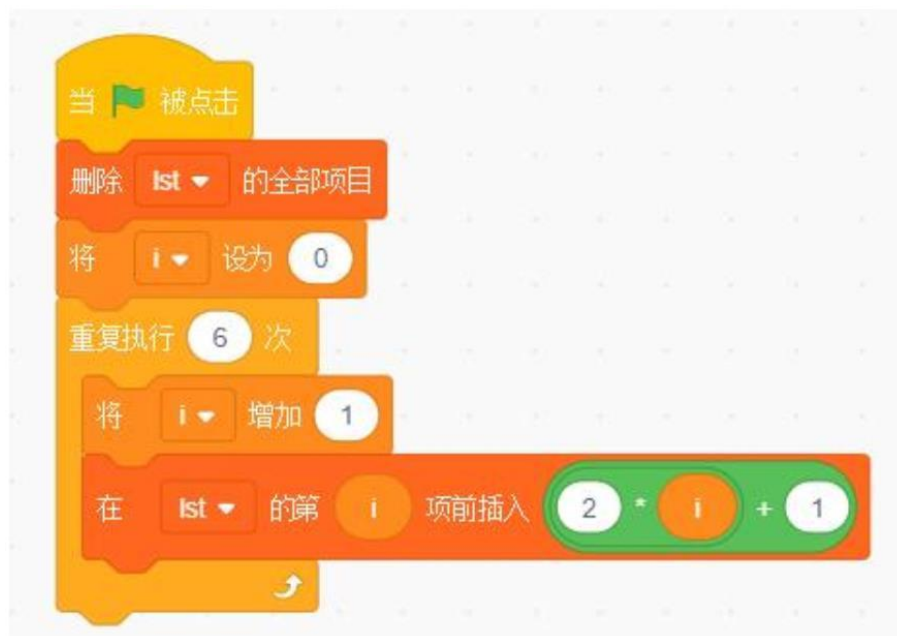 当 被点击
删除 lst 的全部项目
将 i 设为 0
重复执行 6 次
将 i 增加 1
在 lst 的第 i 项前插入 2 * i + 1